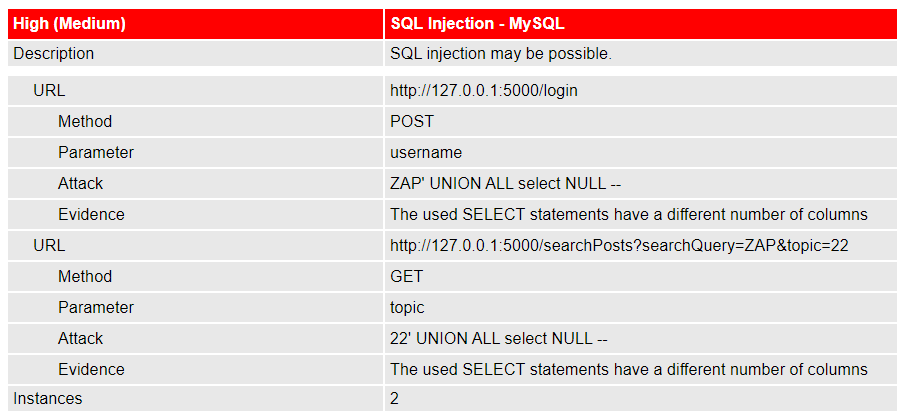 High (Medium) SQL Injection - MySQL
Description SQL injection may be possible.
URL http://127.0.0.1:5000/login
Method POST
Parameter username
Attack ZAP' UNION ALL select NULL --
Evidence The used SELECT statements have a different number of columns
URL http://127.0.0.1:5000/searchPosts?searchQuery=ZAP&topic=22
Method GET
Parameter topic
Attack 22' UNION ALL select NULL --
Evidence The used SELECT statements have a different number of columns
Instances 2